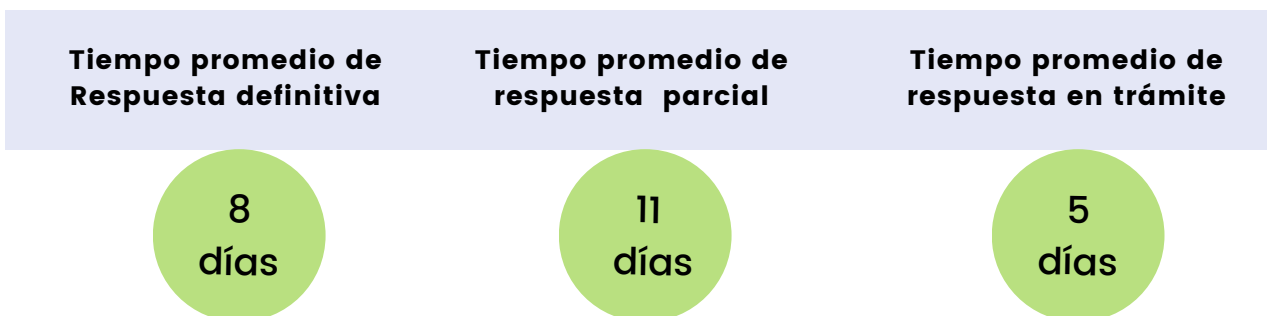 Tiempo promedio de
Respuesta definitiva
Tiempo promedio de
respuesta parcial
Tiempo promedio de
respuesta en trámite
8
días
11
días
5
días